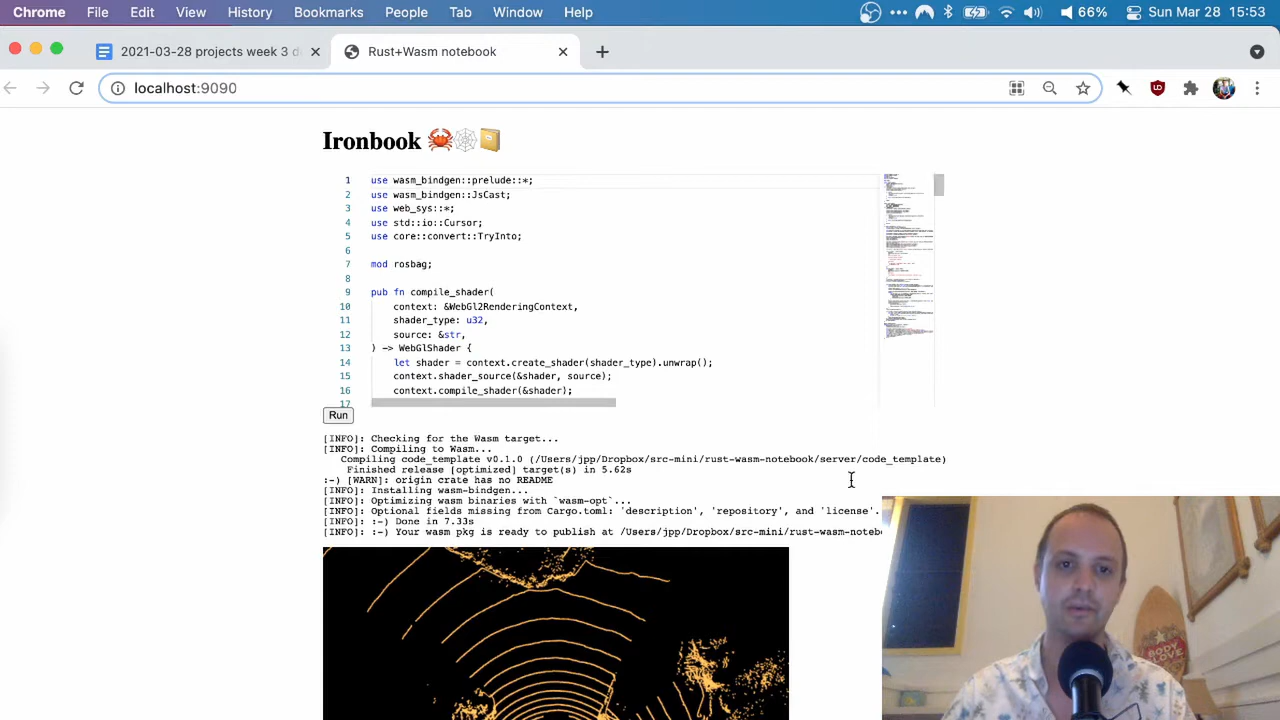 Chrome File Edit View History Bookmarks People Tab Window Help 66% Sun Mar 28 15:53
2021-03-28 projects week 3 d
Rust+Wasm notebook
localhost:9090
Ironbook
1 use wasm_bindgen::prelude::*;
2 use wasm_bindgen::JsCast;
3 use web_sys::*;
4 use std::io::Cursor;
5 use core::convert::TryInto;
6
7 mod rosbag;
8
9 pub fn compile_shader(
10 context: &WebGlRenderingContext,
11 shader_type: u32,
12 source: &str,
13 ) -> WebGlShader {
14 let shader = context.create_shader(shader_type).unwrap();
15 context.shader_source(&shader, source);
16 context.compile_shader(&shader);
17
Run
[INFO]: Checking for the Wasm target...
[INFO]: Compiling to Wasm...
Compiling code_template v0.1.0 (/Users/jpp/Dropbox/src-mini/rust-wasm-notebook/server/code_template)
Finished release [optimized] target(s) in 5.62s
:-) [WARN]: origin crate has no README
[INFO]: Installing wasm-bindgen...
[INFO]: Optimizing wasm binaries with `wasm-opt`...
[INFO]: Optional fields missing from Cargo.toml: 'description', 'repository', and 'license'.
[INFO]: :-) Done in 7.33s
[INFO]: :-) Your wasm pkg is ready to publish at /Users/jpp/Dropbox/src-mini/rust-wasm-noteb
BODY
LOVE